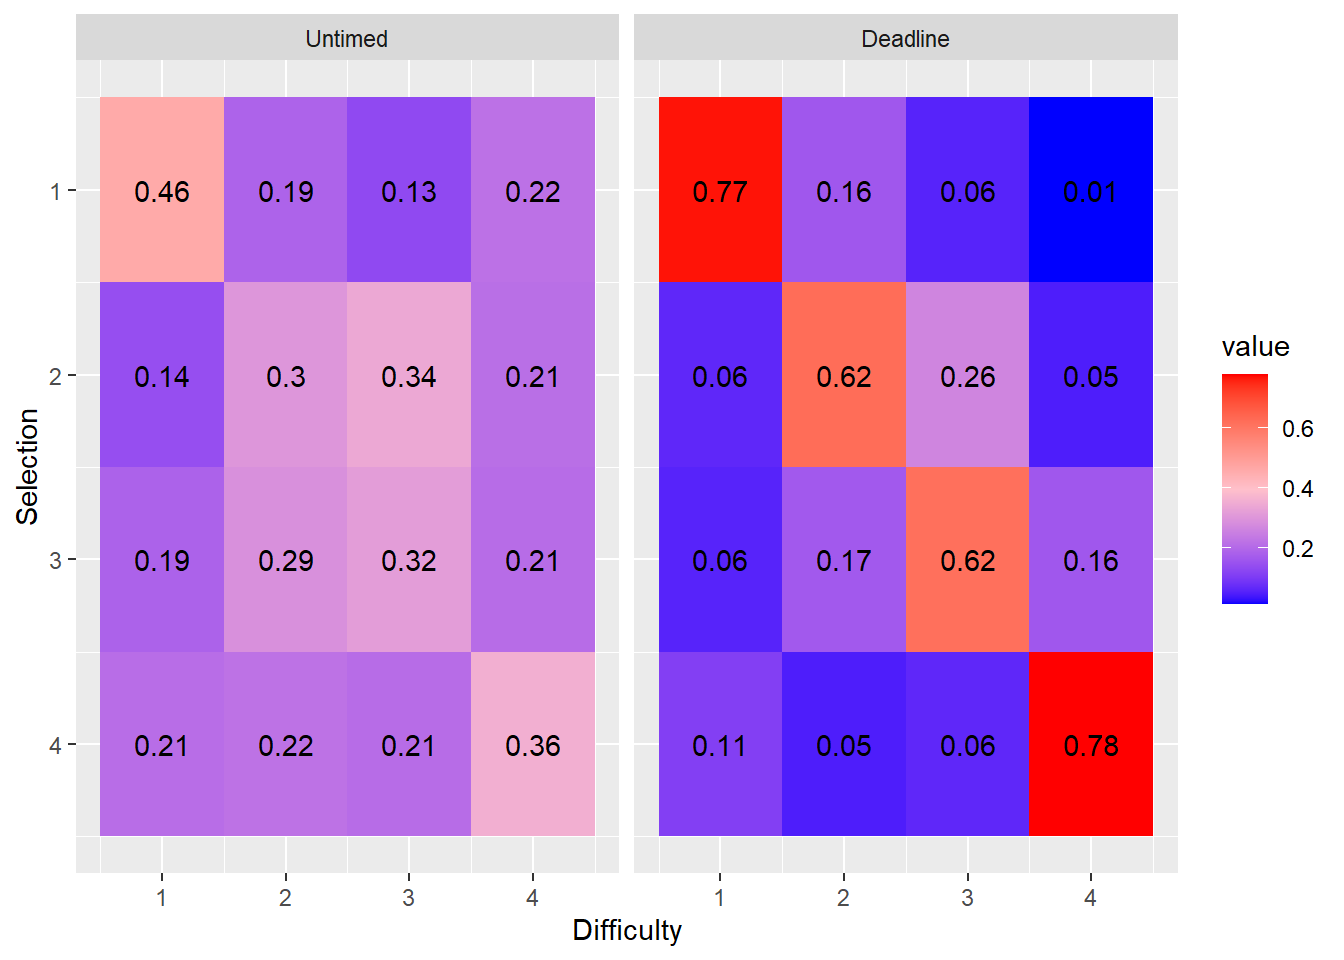 Untimed Deadline
0.46 0.19 0.13 0.22 0.77 0.16 0.06 0.01
1
value
0.14 0.3 0.34 0.21 0.06 0.62 0.26 0.05
2
0.6
Selection
0.4
0.2
0.19 0.29 0.32 0.21 0.06 0.17 0.62 0.16
3
0.21 0.22 0.21 0.36 0.11 0.05 0.06 0.78
4
1 2 3 4 1 2 3 4
Difficulty